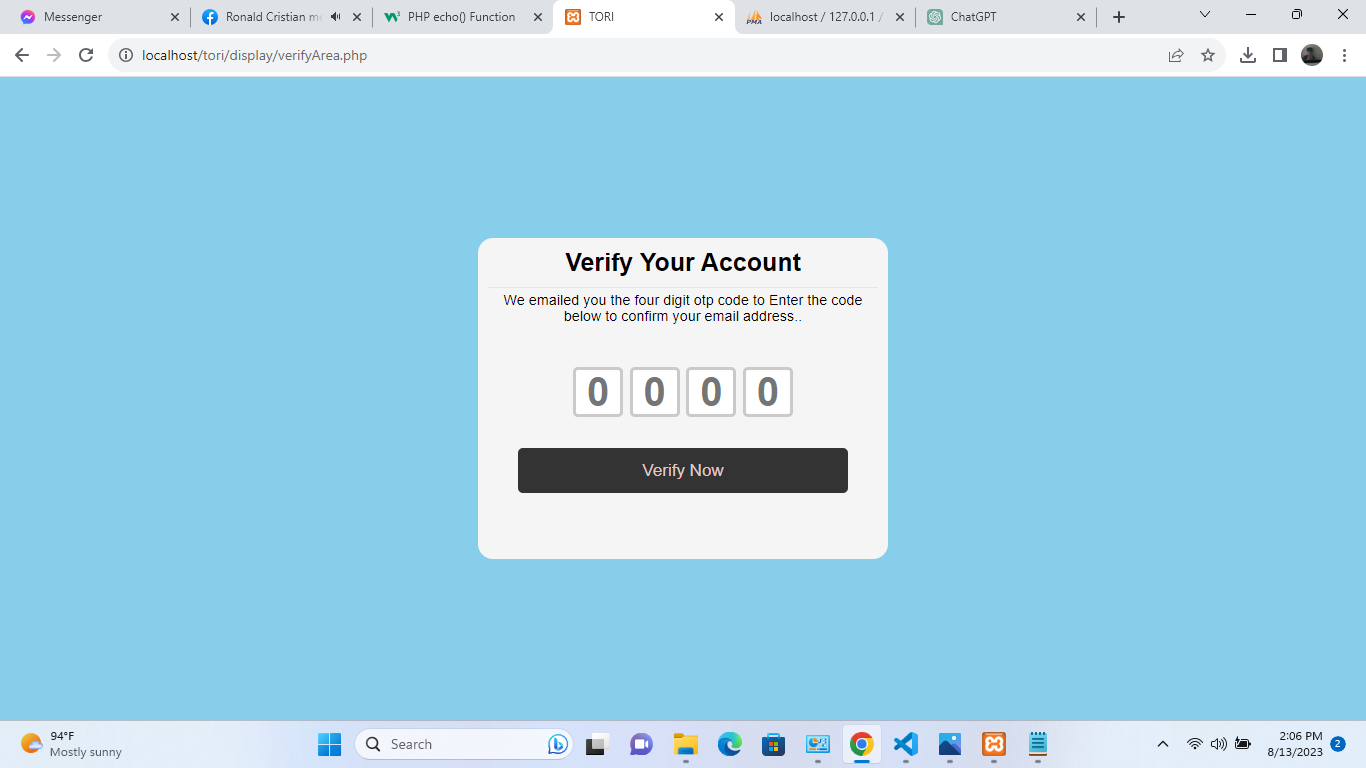 Messenger
Ronald Cristian m
PHP echo() Function
TORI
localhost / 127.0.0.1 /
ChatGPT
localhost/tori/display/verifyArea.php
Verify Your Account
We emailed you the four digit otp code to Enter the code
below to confirm your email address..
0 0 0 0
Verify Now
94°F
Mostly sunny
Search
2:06 PM
8/13/2023
2